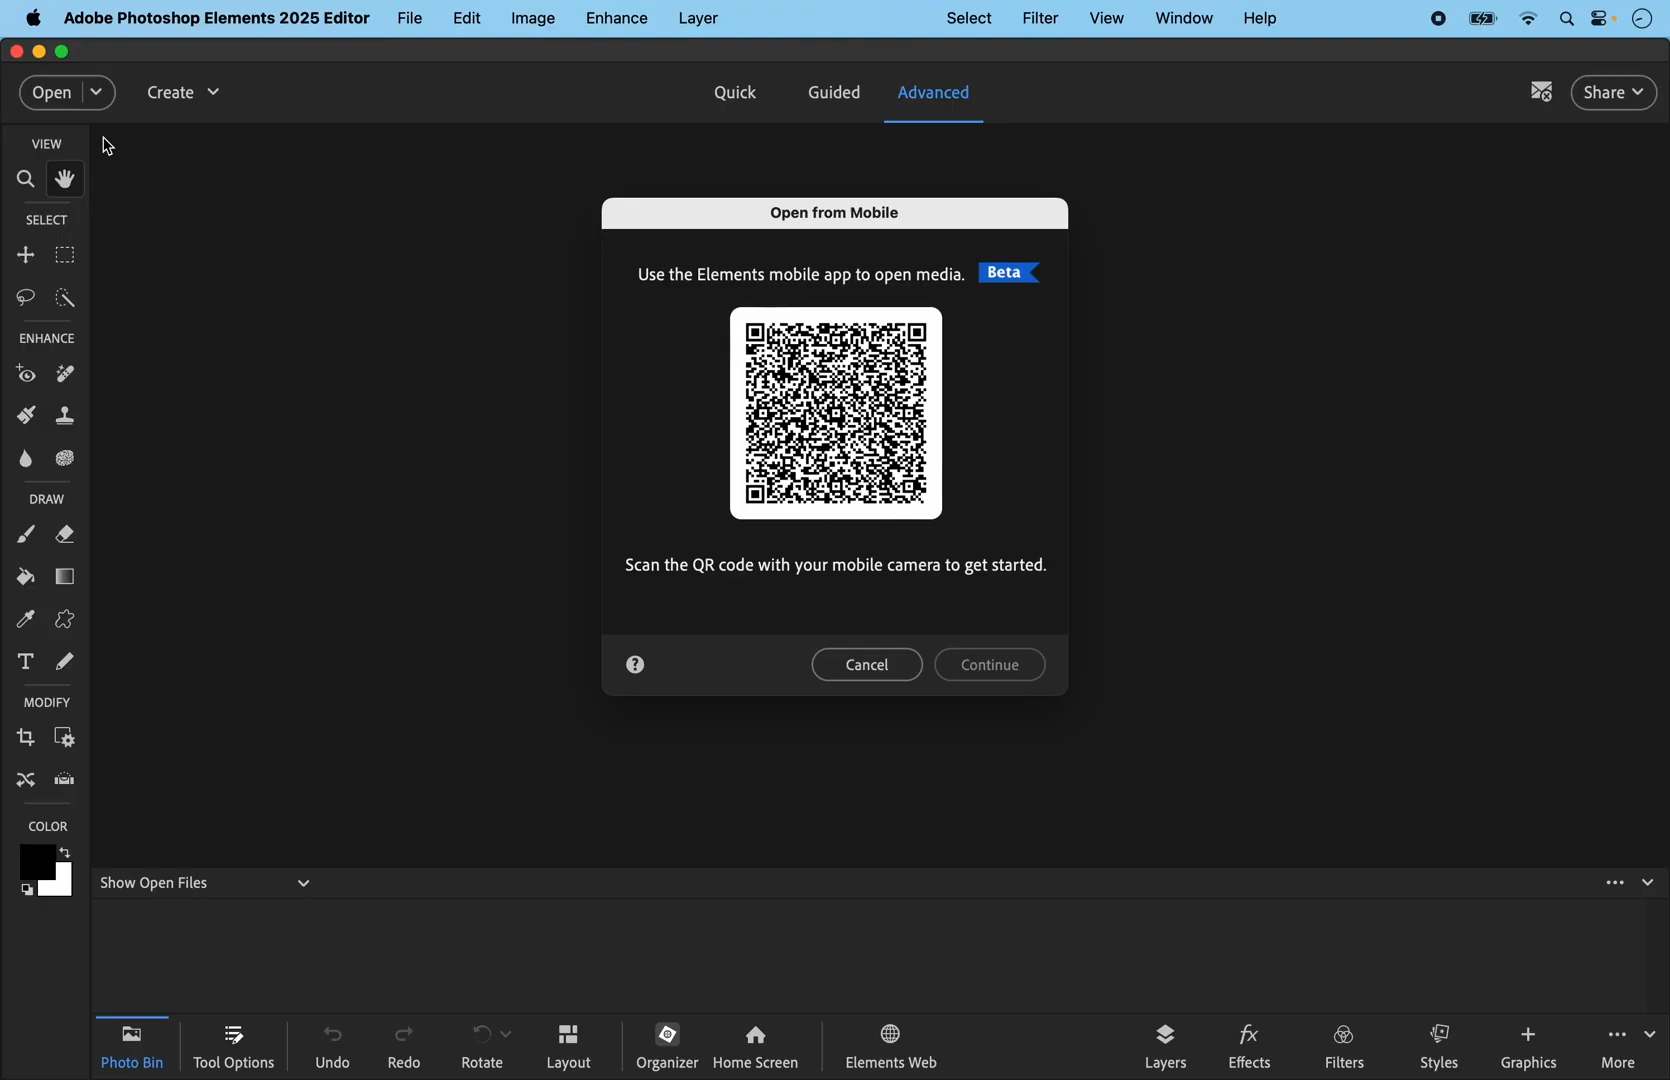 Adobe Photoshop Elements 2025 Editor File Edit Image Enhance Layer Select Filter View Window Help
Open Create Quick Guided Advanced Share
VIEW
SELECT
ENHANCE
DRAW
MODIFY
COLOR
Open from Mobile
Use the Elements mobile app to open media. Beta
Scan the QR code with your mobile camera to get started.
Cancel Continue
Show Open Files
Photo Bin Tool Options Undo Redo Rotate Layout Organizer Home Screen Elements Web Layers Effects Filters Styles Graphics More